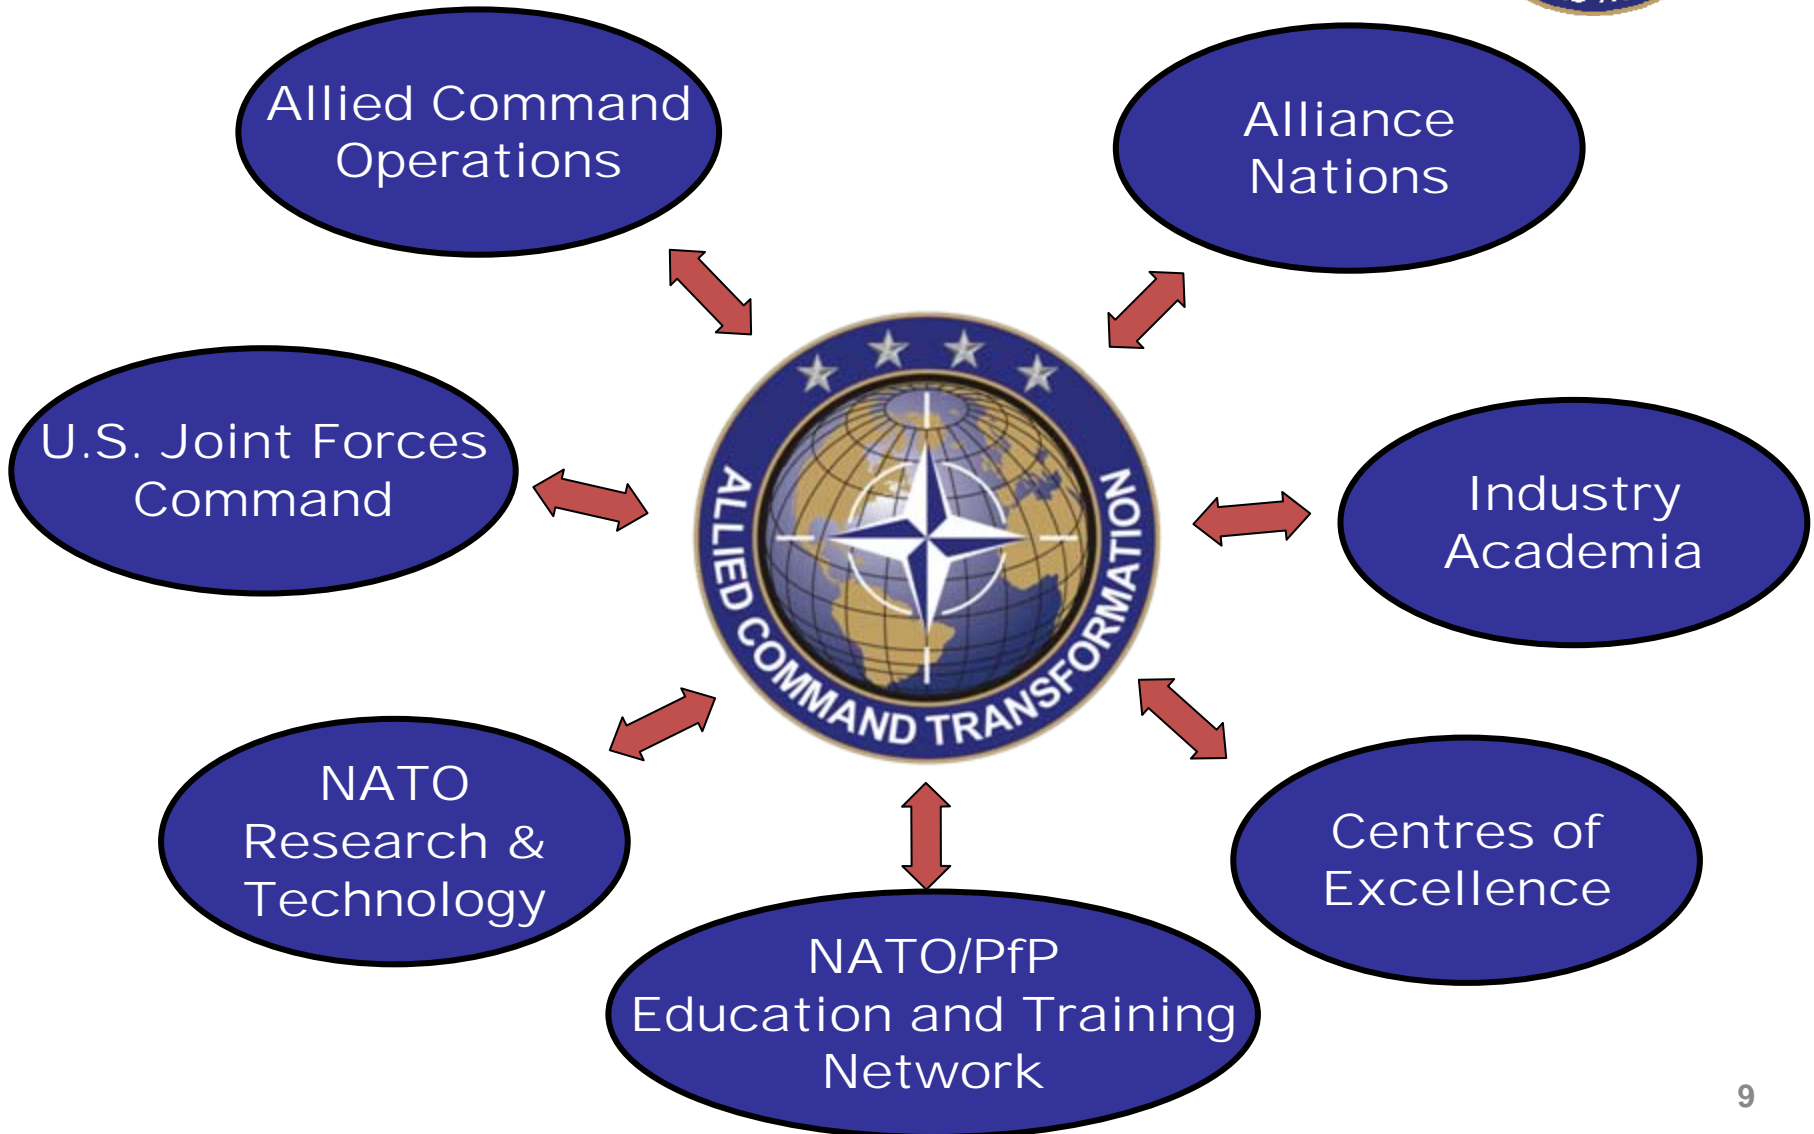 Allied Command
Operations
Alliance
Nations
U.S. Joint Forces
Command
ALLIED COMMAND TRANSFORMATION
Industry
Academia
NATO
Research &
Technology
Centres of
Excellence
NATO/PfP
Education and Training
Network
9